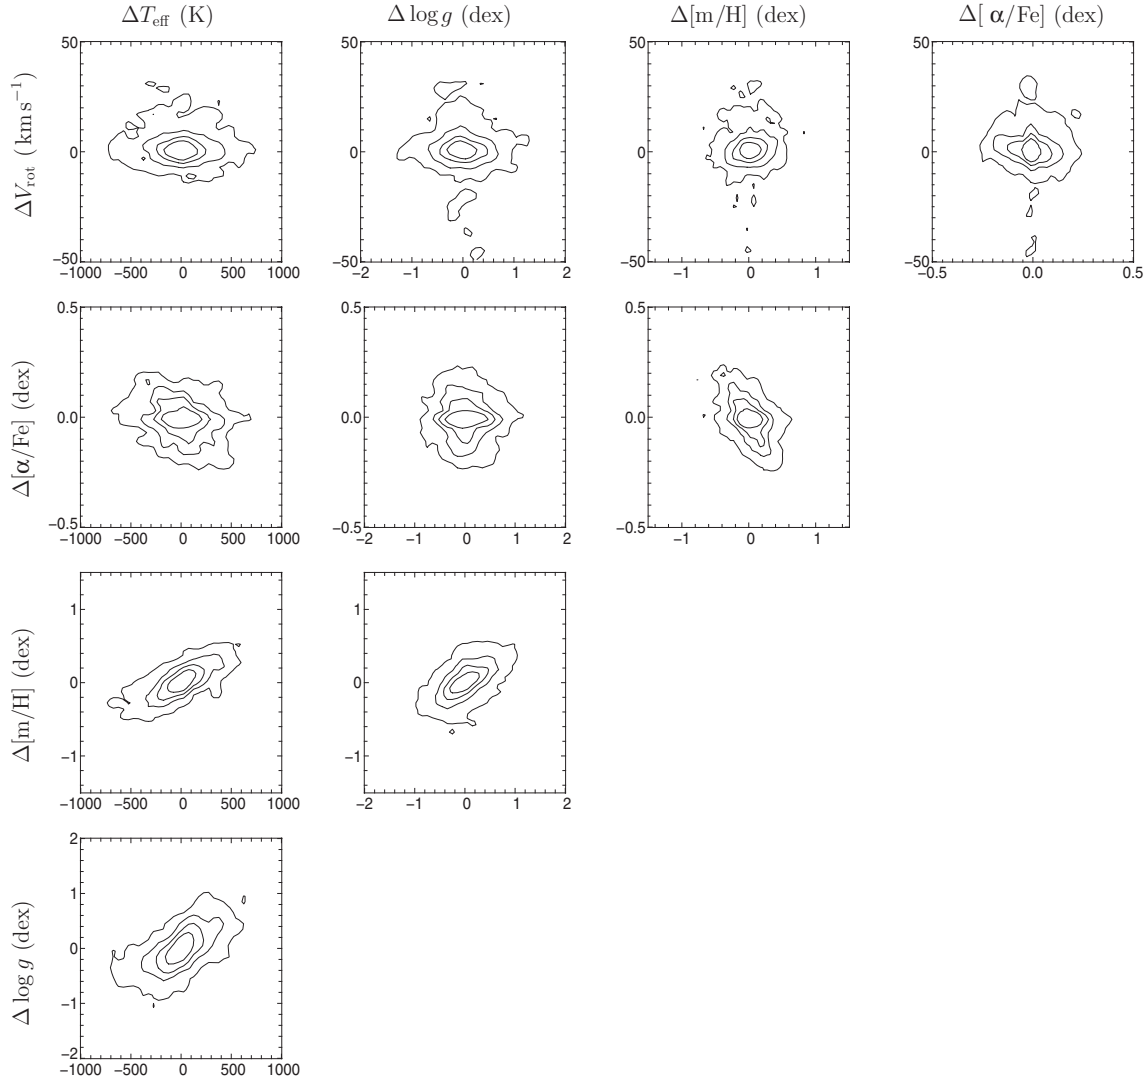 ΔT_eff (K) Δ log g (dex) Δ[m/H] (dex) Δ[ α/Fe] (dex)
ΔV_rot ( km s⁻¹)
50 50 50 50
0 0 0 0
−50 −50 −50 −50
−1000 −500 0 500 1000 −2 −1 0 1 2 −1 0 1 −0.5 0.0 0.5
Δ[α/Fe] (dex)
0.5 0.5 0.5
0.0 0.0 0.0
−0.5 −0.5 −0.5
−1000 −500 0 500 1000 −2 −1 0 1 2 −1 0 1
Δ[m/H] (dex)
1 1
0 0
−1 −1
−1000 −500 0 500 1000 −2 −1 0 1 2
Δ log g (dex)
2
1
0
−1
−2
−1000 −500 0 500 1000